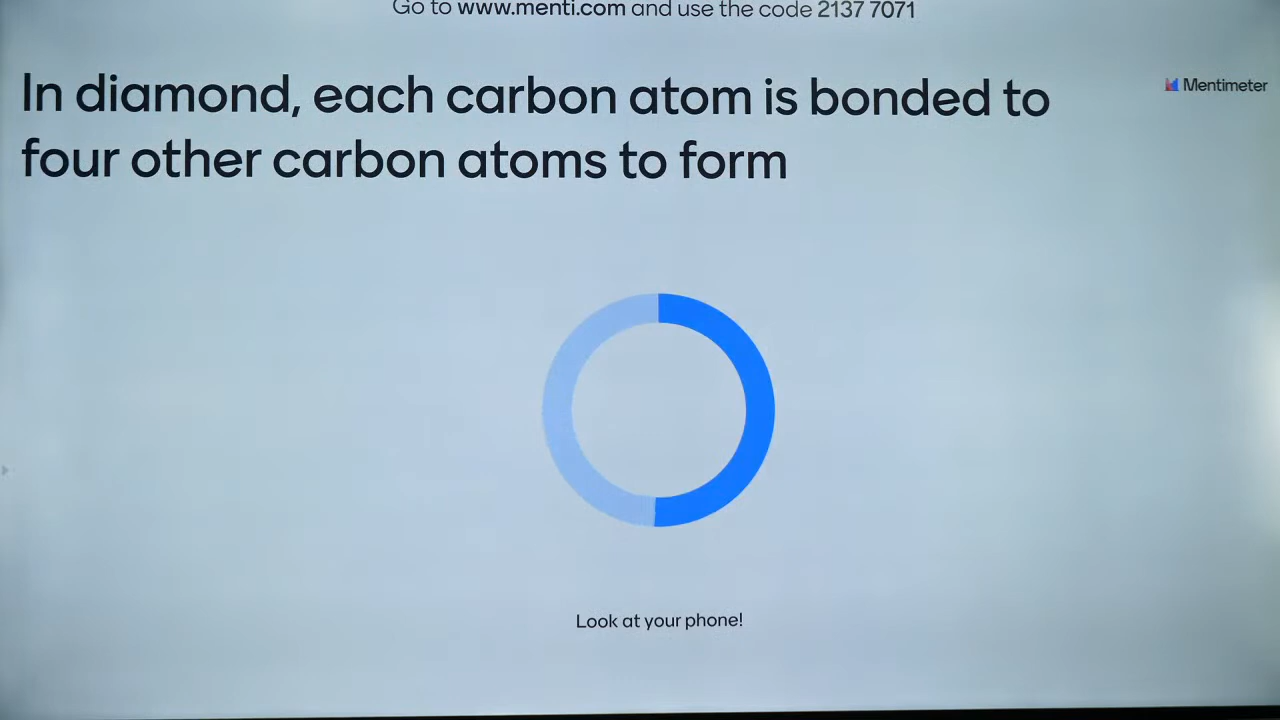 Go to www.menti.com and use the code 2137 7071
In diamond, each carbon atom is bonded to
four other carbon atoms to form
Mentimeter
Look at your phone!